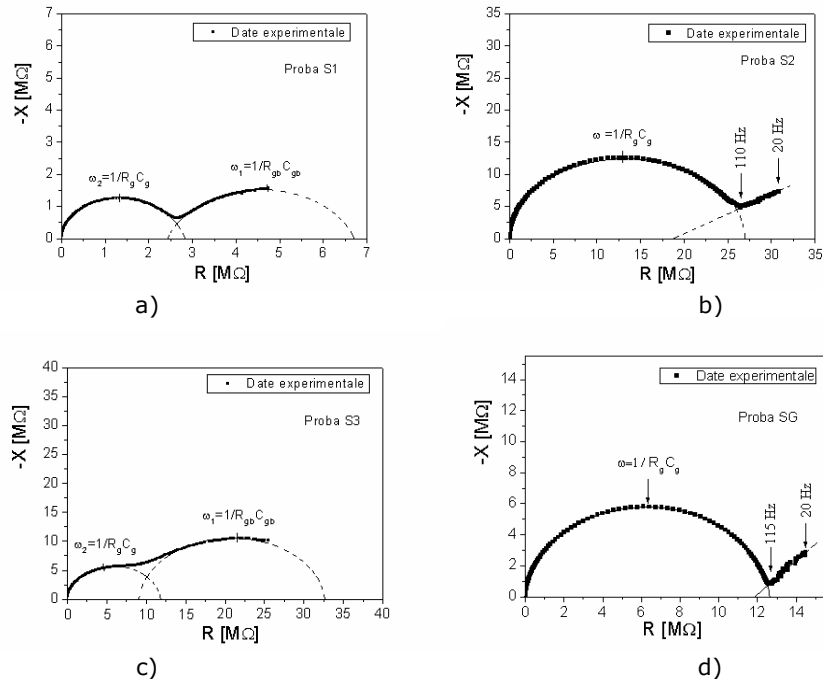 7
6
5
4
3
2
1
0
-X [MΩ]
Date experimentale
Proba S1
ω₂=1/RgCg
ω₁=1/RgbCgb
0 1 2 3 4 5 6 7
R [MΩ]
a)
35
30
25
20
15
10
5
0
-X [MΩ]
Date experimentale
Proba S2
ω=1/RgCg
110 Hz
20 Hz
0 5 10 15 20 25 30 35
R [MΩ]
b)
40
35
30
25
20
15
10
5
0
-X [MΩ]
Date experimentale
Proba S3
ω₂=1/RgCg
ω₁=1/RgbCgb
0 5 10 15 20 25 30 35 40
R [MΩ]
c)
14
12
10
8
6
4
2
0
-X [MΩ]
Date experimentale
Proba SG
ω=1/RgCg
115 Hz
20 Hz
0 2 4 6 8 10 12 14
R [MΩ]
d)